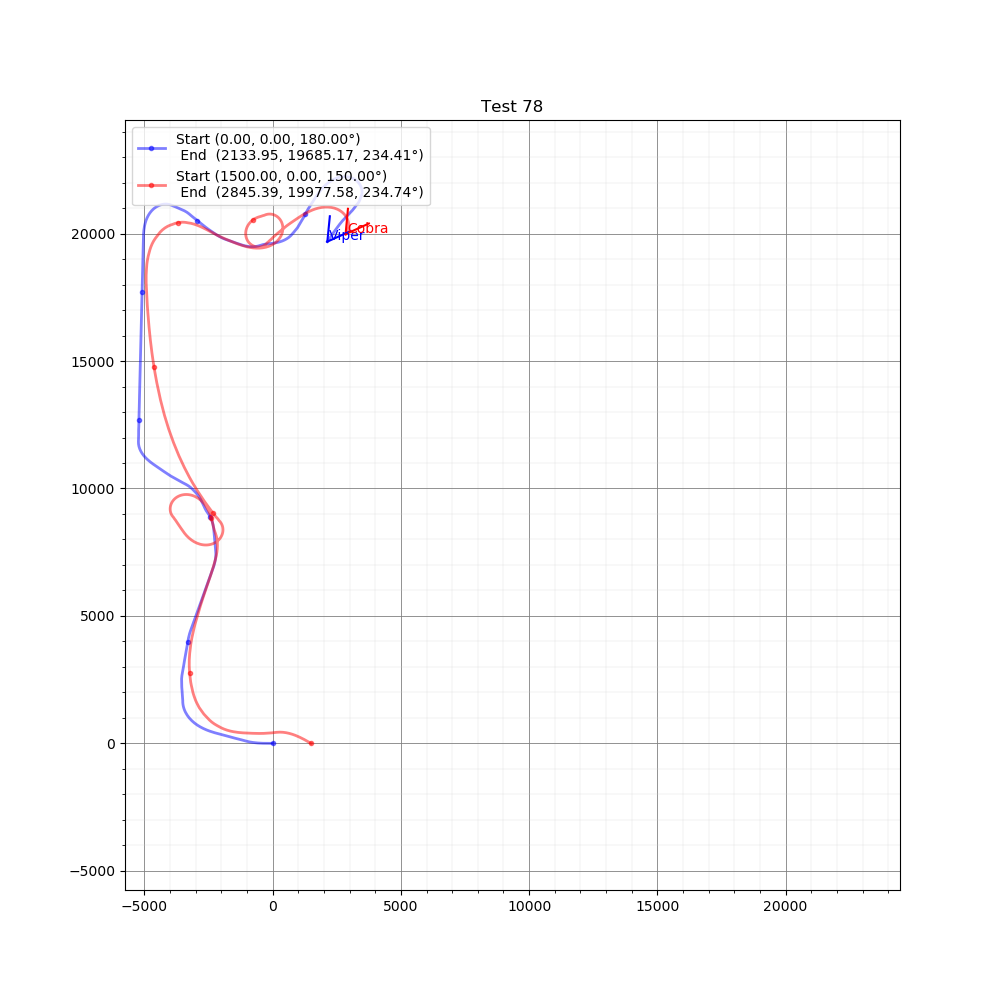 Test 78
Start (0.00, 0.00, 180.00°)
End  (2133.95, 19685.17, 234.41°)
Start (1500.00, 0.00, 150.00°)
End  (2845.39, 19977.58, 234.74°)
Cobra
Viper
20000
15000
10000
5000
0
−5000
−5000
0
5000
10000
15000
20000